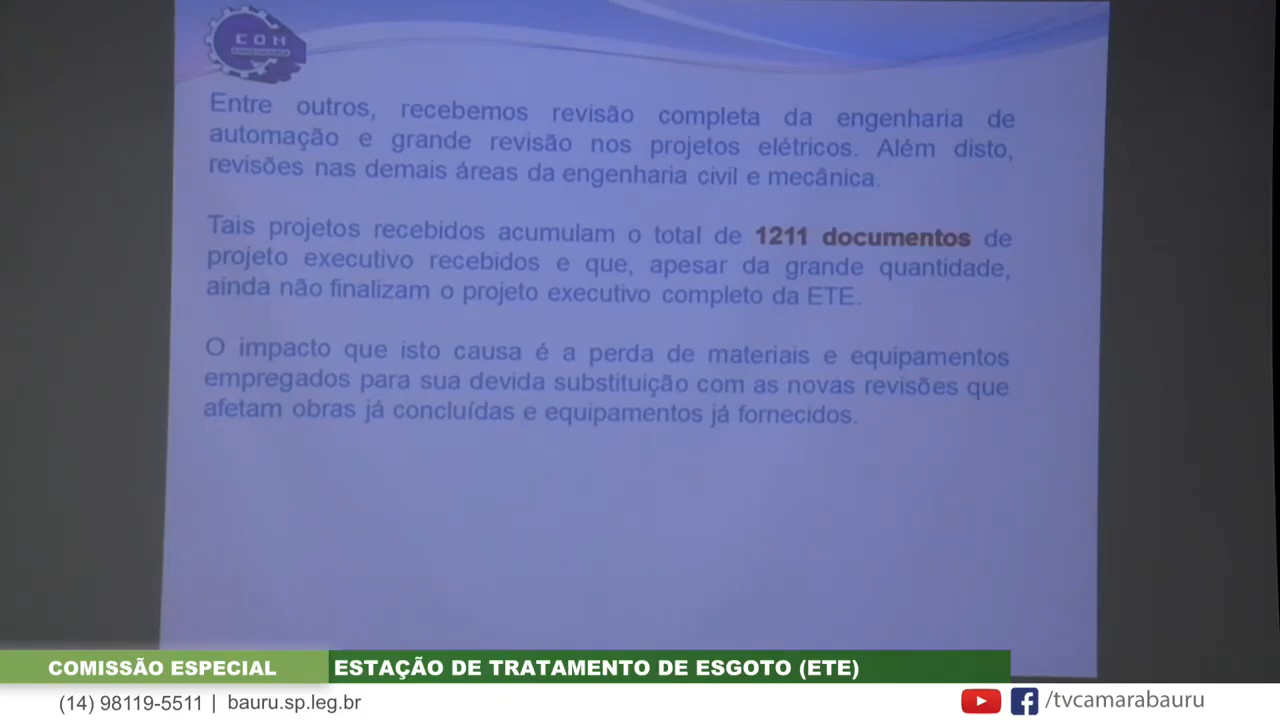 COM
Entre outros, recebemos revisão completa da engenharia de
automação e grande revisão nos projetos elétricos. Além disto,
revisões nas demais áreas da engenharia civil e mecânica.
Tais projetos recebidos acumulam o total de 1211 documentos de
projeto executivo recebidos e que, apesar da grande quantidade,
ainda não finalizam o projeto executivo completo da ETE.
O impacto que isto causa é a perda de materiais e equipamentos
empregados para sua devida substituição com as novas revisões que
afetam obras já concluídas e equipamentos já fornecidos.
COMISSÃO ESPECIAL
ESTAÇÃO DE TRATAMENTO DE ESGOTO (ETE)
(14) 98119-5511 | bauru.sp.leg.br
/tvcamarabauru